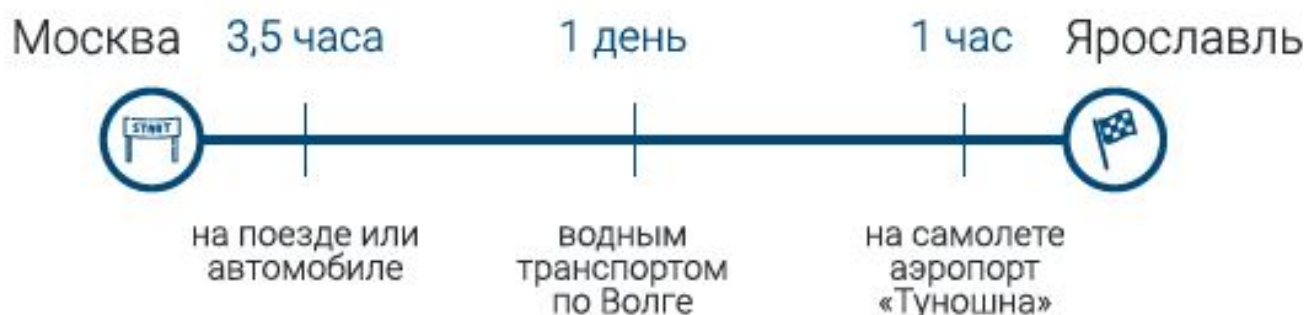 Москва 3,5 часа 1 день 1 час Ярославль
START
на поезде или
автомобиле
водным
транспортом
по Волге
на самолете
аэропорт
«Туношна»